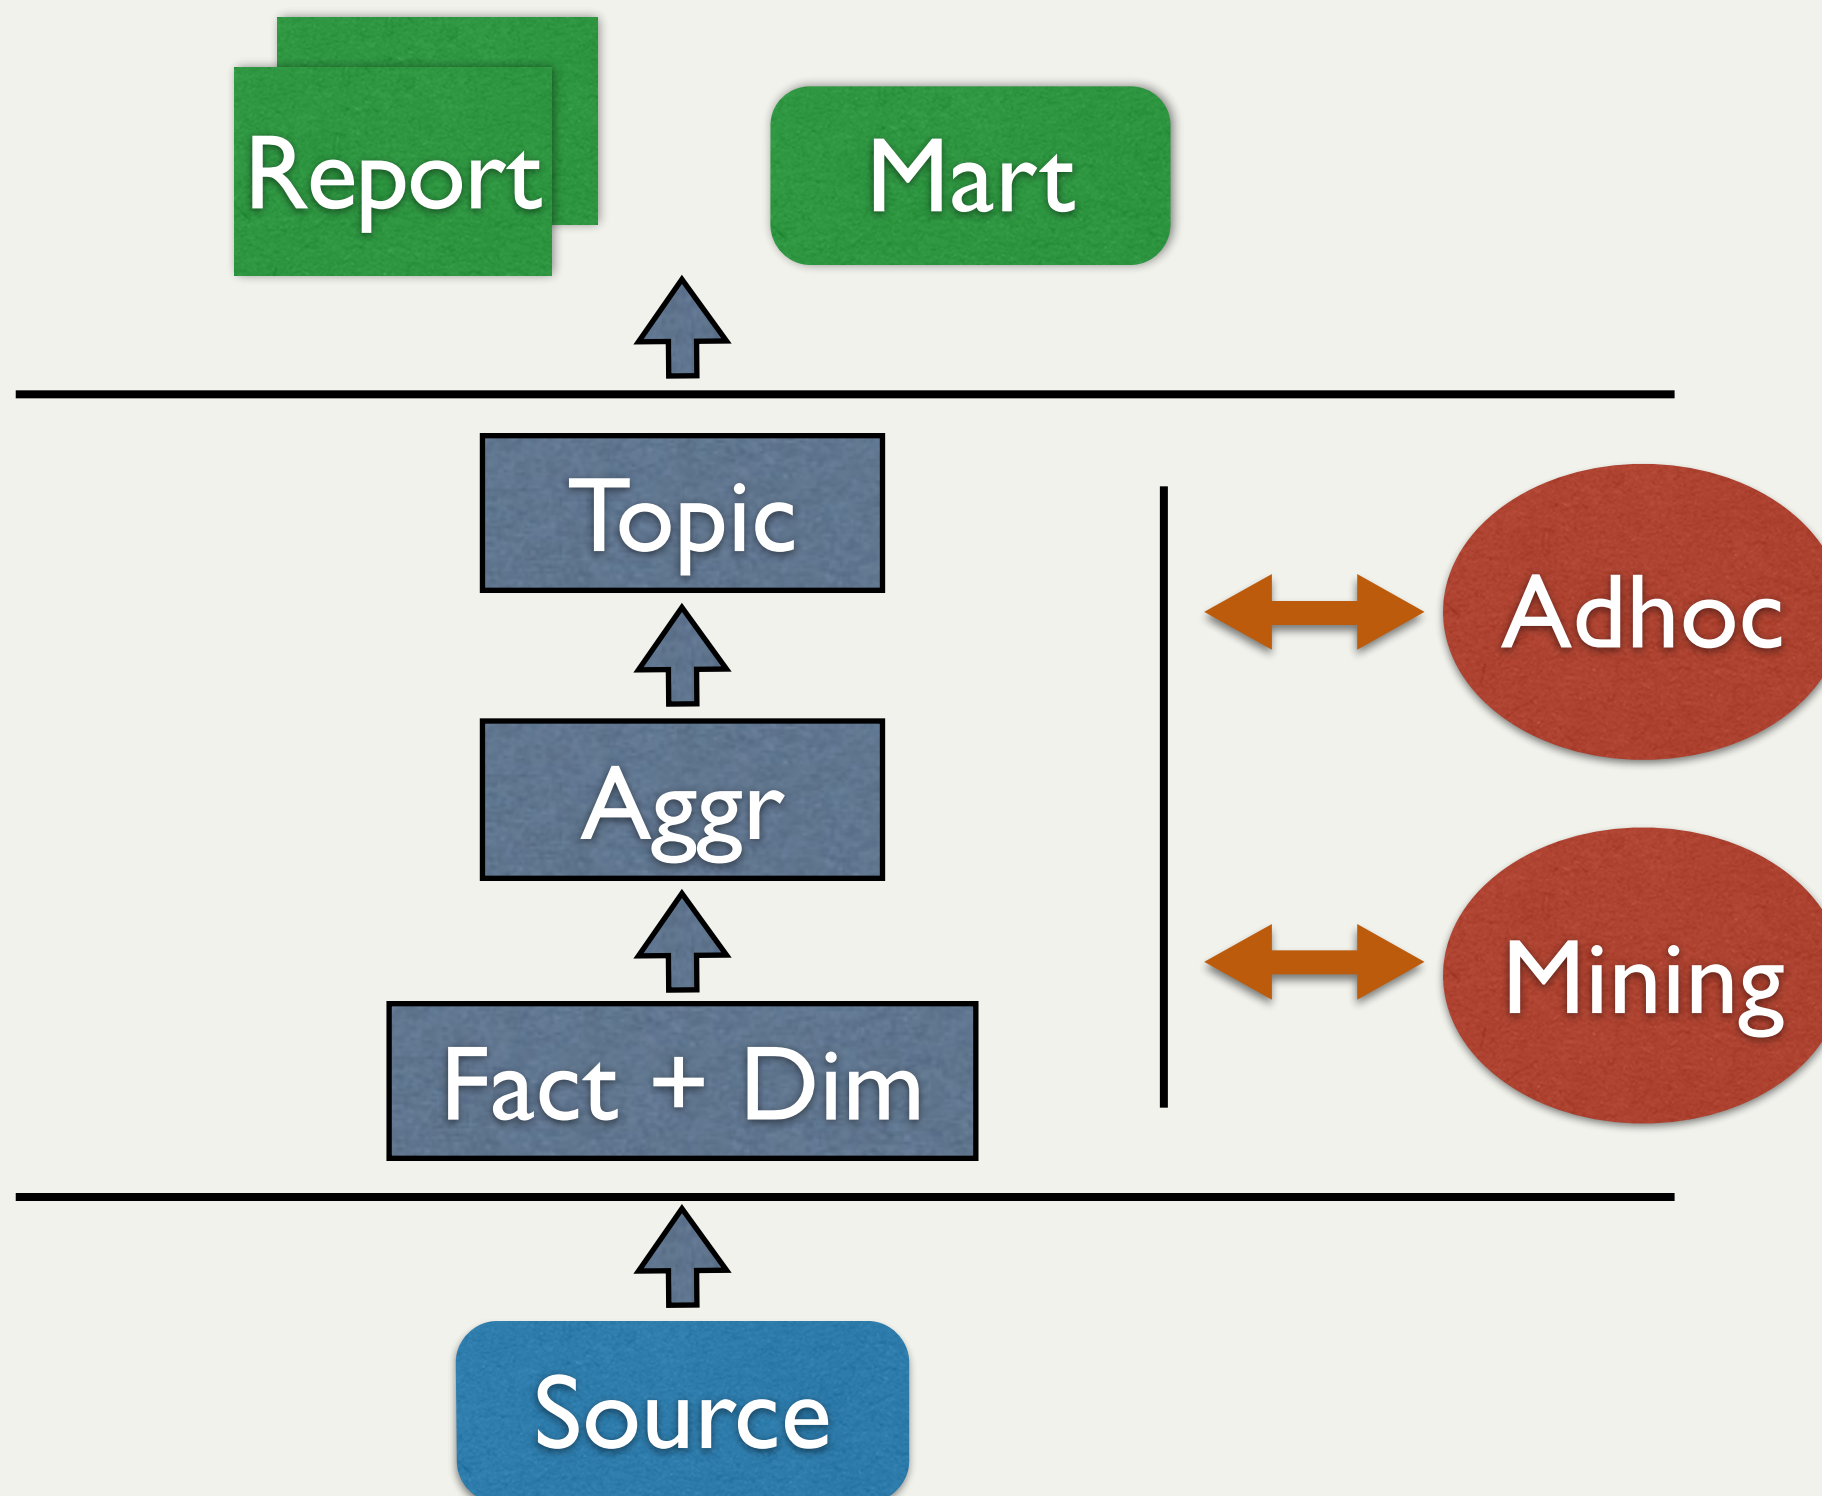 Report
Mart
Topic
Adhoc
Aggr
Mining
Fact + Dim
Source